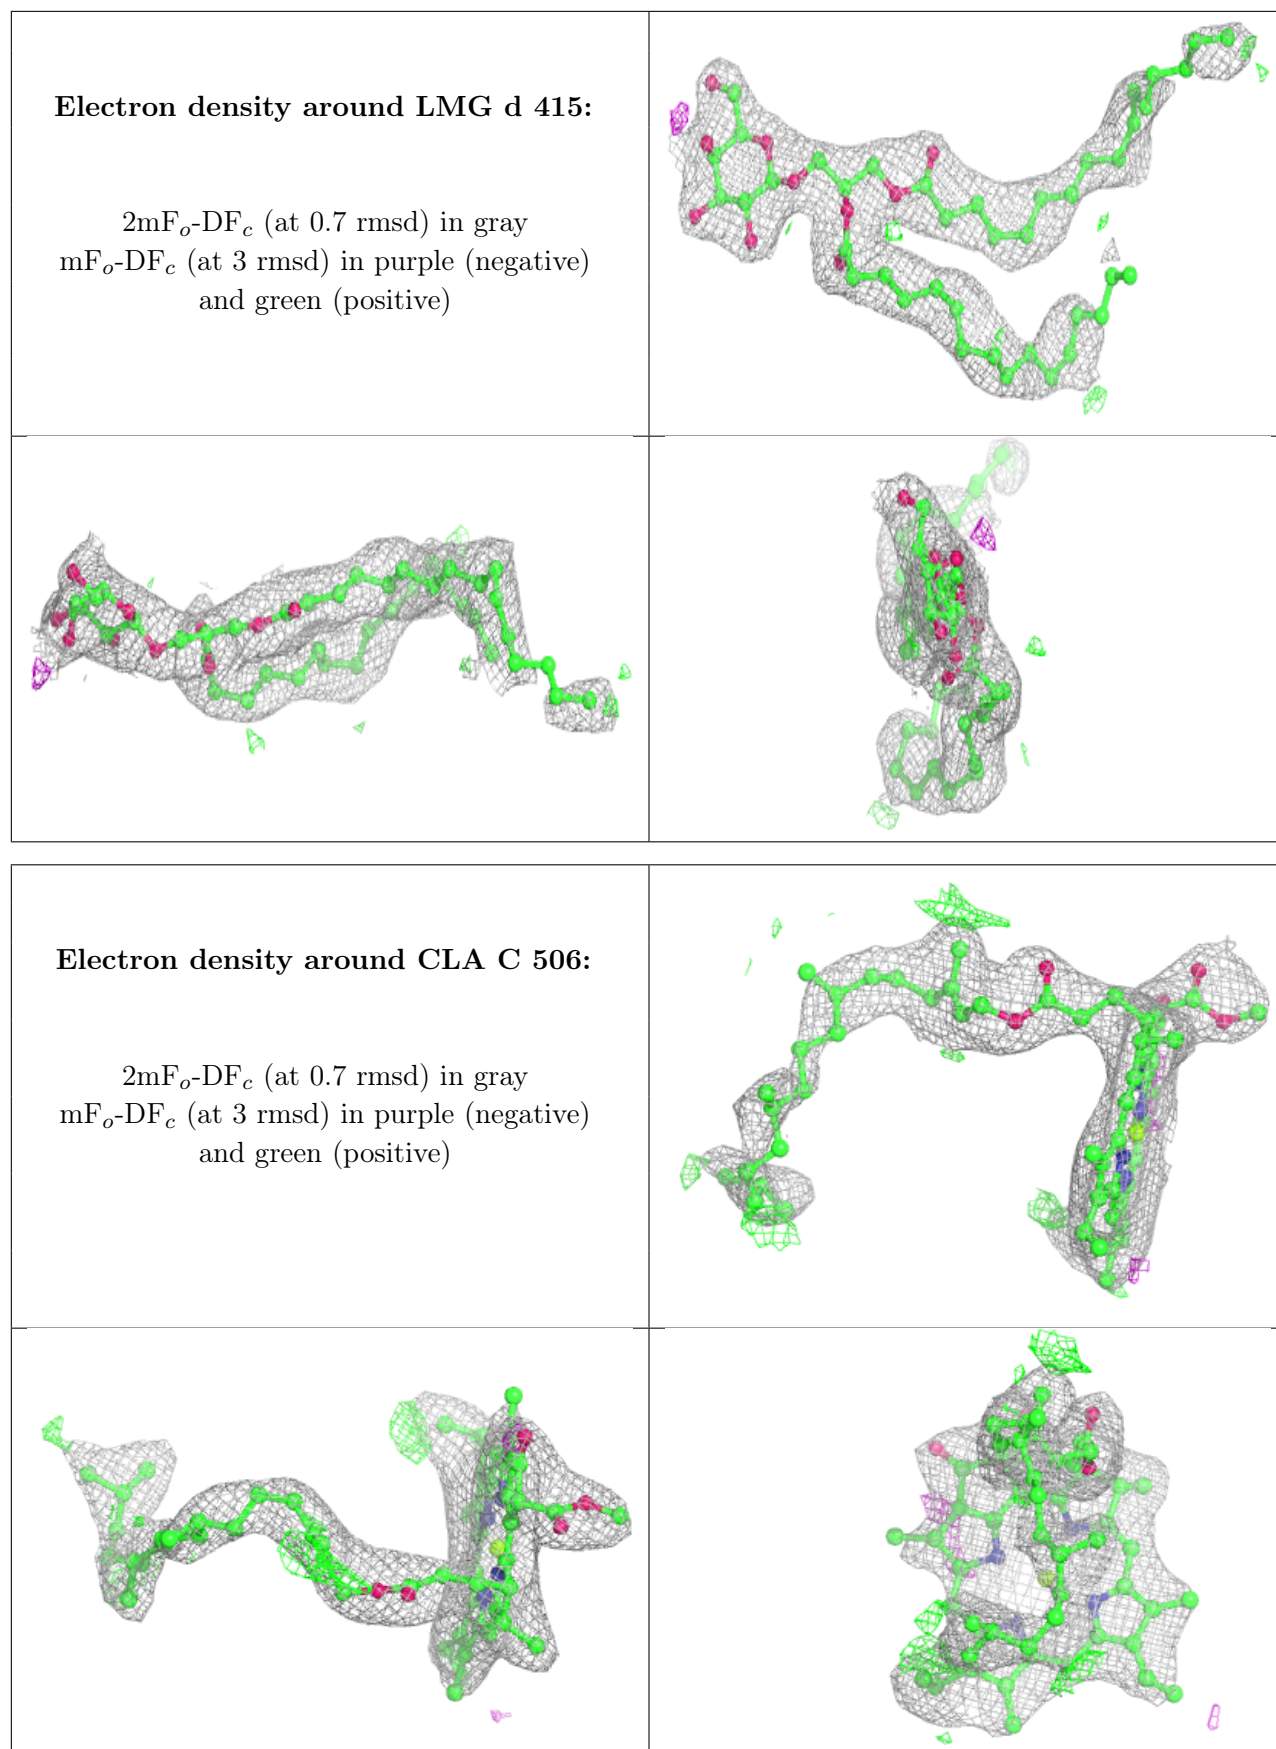 Electron density around LMG d 415:
2mFo-DFc (at 0.7 rmsd) in gray
mFo-DFc (at 3 rmsd) in purple (negative)
and green (positive)
Electron density around CLA C 506:
2mFo-DFc (at 0.7 rmsd) in gray
mFo-DFc (at 3 rmsd) in purple (negative)
and green (positive)